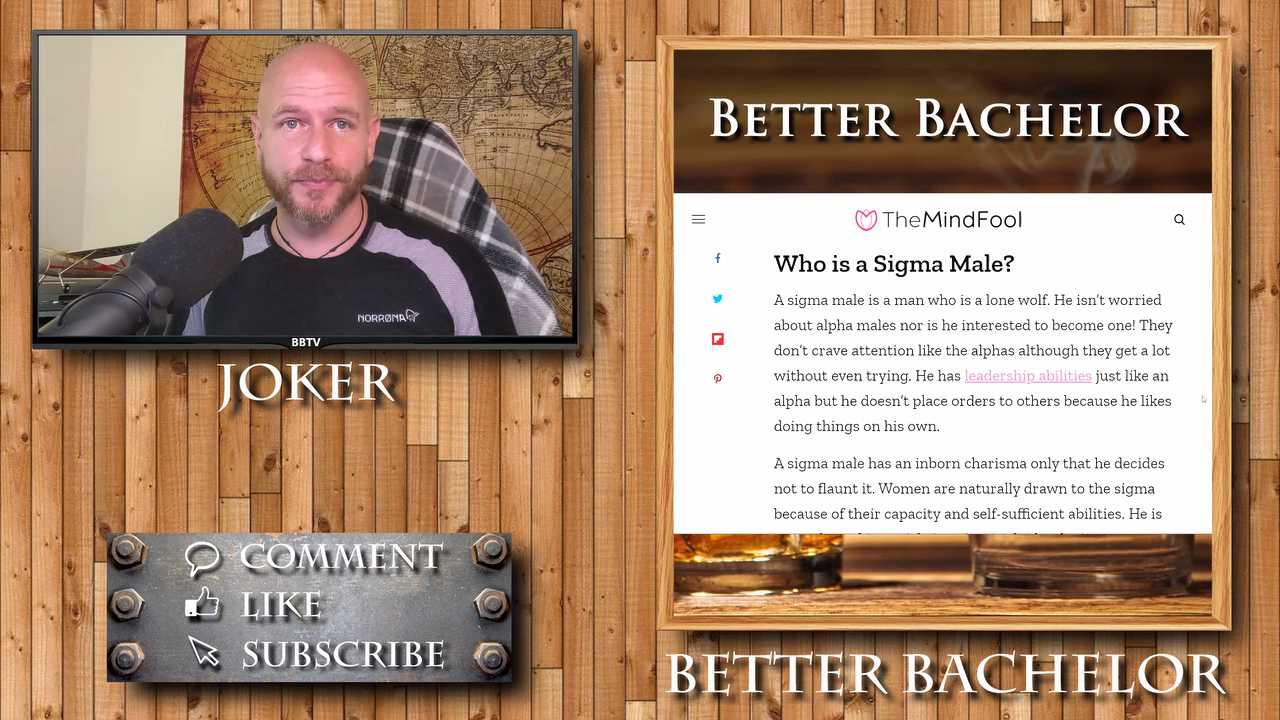 NORRØNA
BBTV
JOKER
COMMENT
LIKE
SUBSCRIBE
BETTER BACHELOR
TheMindFool
Who is a Sigma Male?
A sigma male is a man who is a lone wolf. He isn't worried
about alpha males nor is he interested to become one! They
don't crave attention like the alphas although they get a lot
without even trying. He has leadership abilities just like an
alpha but he doesn't place orders to others because he likes
doing things on his own.
A sigma male has an inborn charisma only that he decides
not to flaunt it. Women are naturally drawn to the sigma
because of their capacity and self-sufficient abilities. He is
BETTER BACHELOR